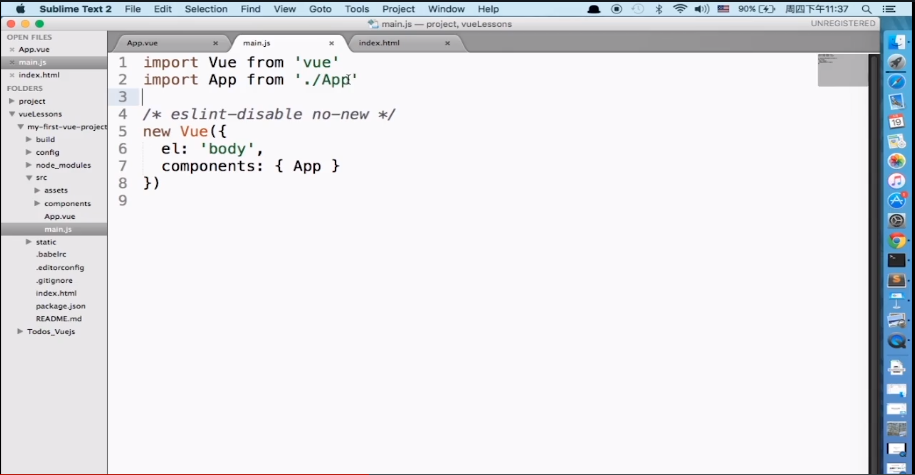 Sublime Text 2 File Edit Selection Find View Goto Tools Project Window Help 90% 周四下午11:37
main.js — project, vueLessons UNREGISTERED
OPEN FILES
App.vue
main.js
index.html
FOLDERS
project
vueLessons
my-first-vue-project
build
config
node_modules
src
assets
components
App.vue
main.js
static
.babelrc
.editorconfig
.gitignore
index.html
package.json
README.md
Todos_Vuejs
App.vue main.js index.html
1 import Vue from 'vue'
2 import App from './App'
3
4 /* eslint-disable no-new */
5 new Vue({
6 el: 'body',
7 components: { App }
8 })
9
19